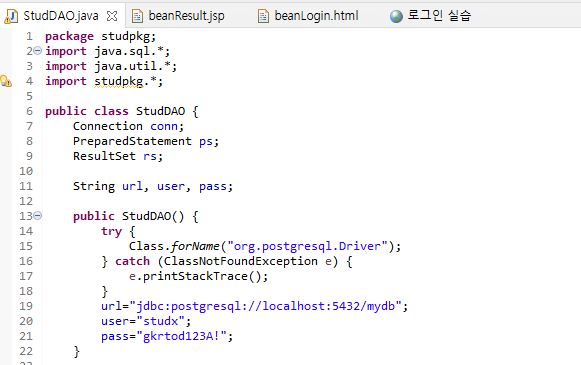 StudDAO.java beanResult.jsp beanLogin.html 로그인 실습
1 package studpkg;
2 import java.sql.*;
3 import java.util.*;
4 import studpkg.*;
5
6 public class StudDAO {
7 Connection conn;
8 PreparedStatement ps;
9 ResultSet rs;
10
11 String url, user, pass;
12
13 public StudDAO() {
14 try {
15 Class.forName("org.postgresql.Driver");
16 } catch (ClassNotFoundException e) {
17 e.printStackTrace();
18 }
19 url="jdbc:postgresql://localhost:5432/mydb";
20 user="studx";
21 pass="gkrtod123A!";
22 }